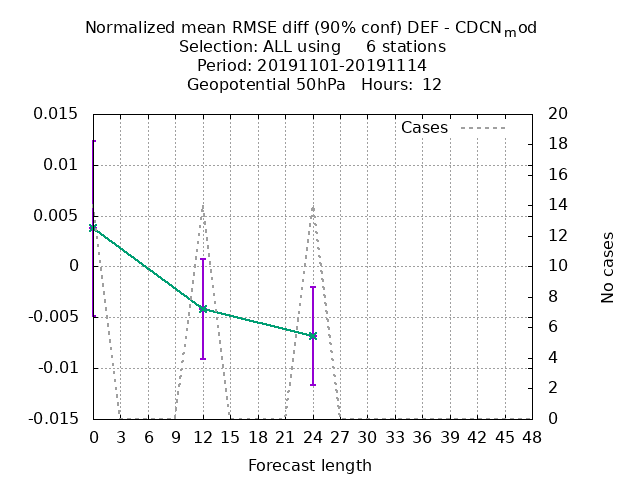 Normalized mean RMSE diff (90% conf) DEF - CDCNmod
Selection: ALL using     6 stations
Period: 20191101-20191114
Geopotential 50hPa   Hours:  12
Cases
0.015
0.01
0.005
0
-0.005
-0.01
-0.015
20
18
16
14
12
10
8
6
4
2
0
No cases
0 3 6 9 12 15 18 21 24 27 30 33 36 39 42 45 48
Forecast length